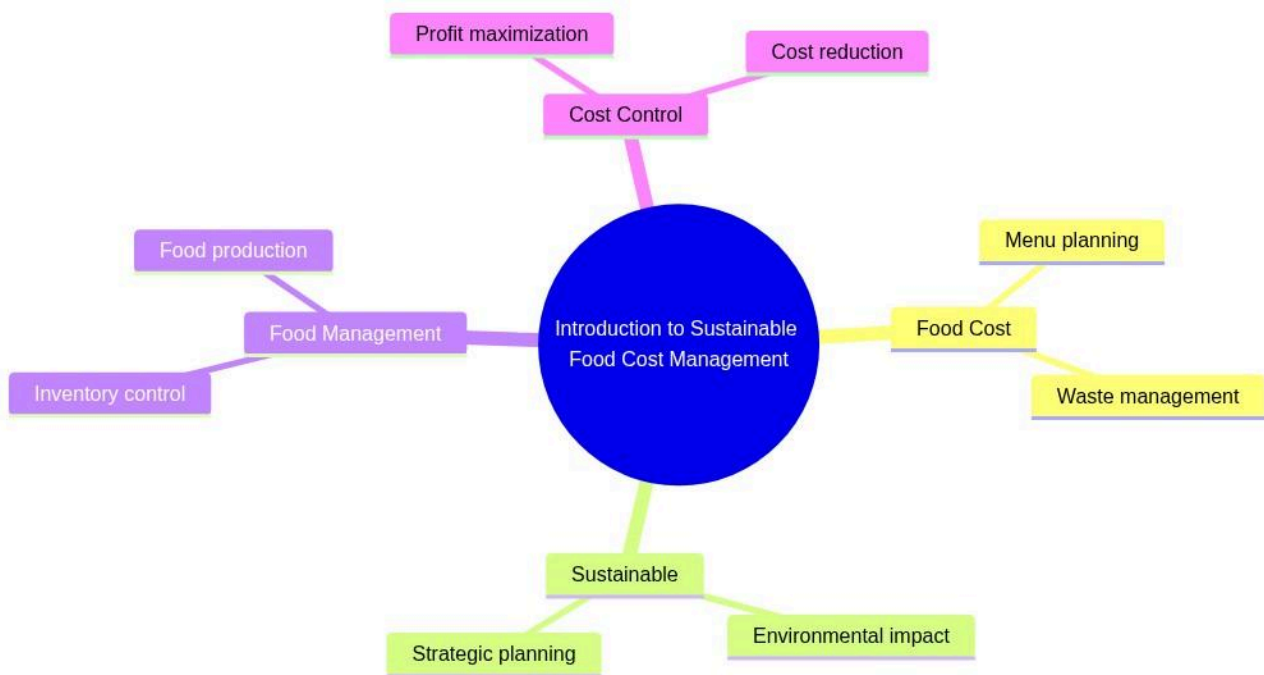 Profit maximization
Cost reduction
Cost Control
Food production
Menu planning
Food Management
Introduction to Sustainable
Food Cost Management
Food Cost
Inventory control
Waste management
Sustainable
Strategic planning
Environmental impact